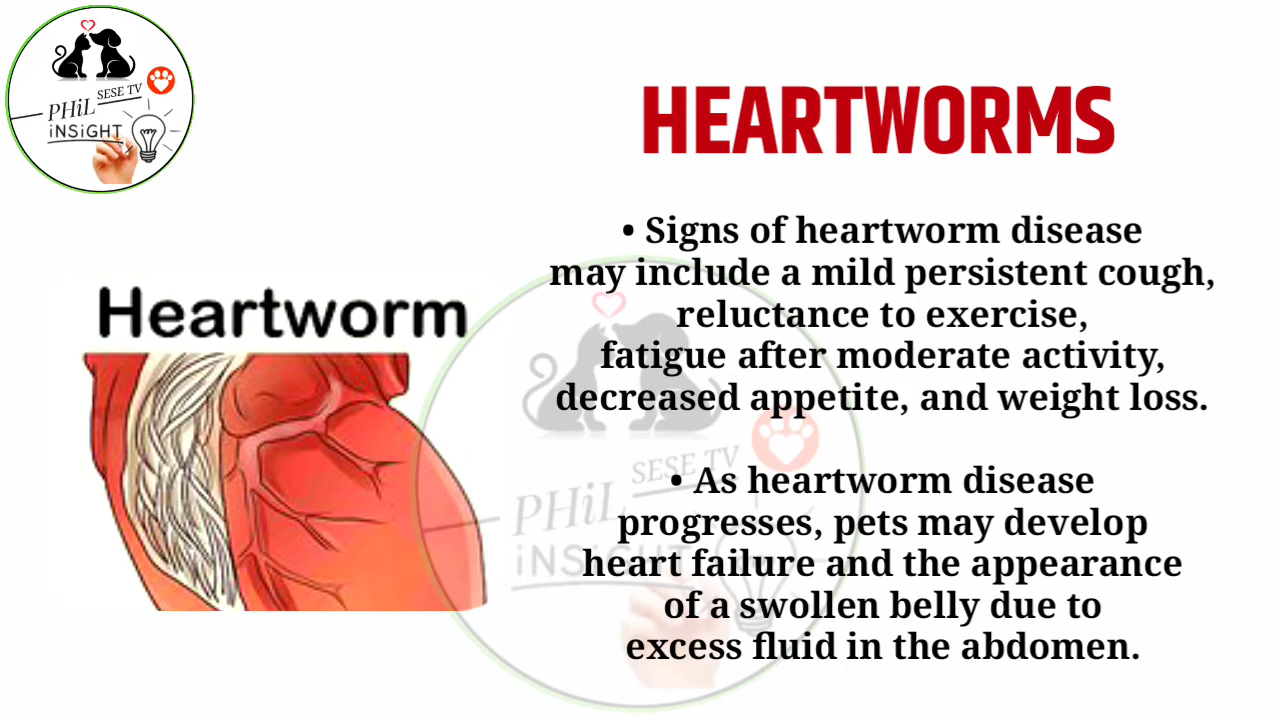 PHiL SESE TV
iNSiGHT
HEARTWORMS
• Signs of heartworm disease
may include a mild persistent cough,
reluctance to exercise,
fatigue after moderate activity,
decreased appetite, and weight loss.
Heartworm
• As heartworm disease
progresses, pets may develop
heart failure and the appearance
of a swollen belly due to
excess fluid in the abdomen.
SESE TV
PHiL
iNSiGHT